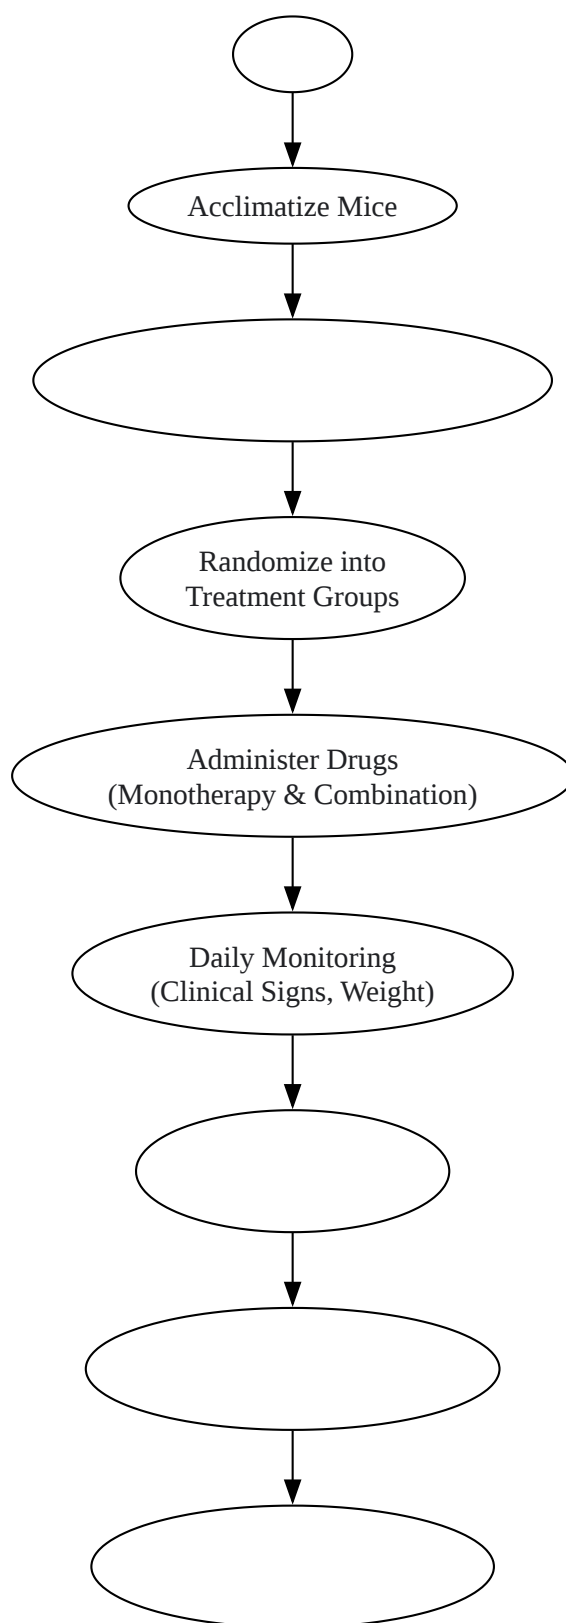 Acclimatize Mice
Randomize into
Treatment Groups
Administer Drugs
(Monotherapy & Combination)
Daily Monitoring
(Clinical Signs, Weight)